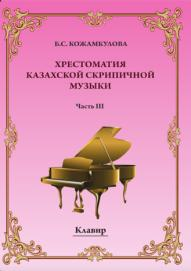 Б.С. КОЖАМКУЛОВА
ХРЕСТОМАТИЯ
КАЗАХСКОЙ СКРИПИЧНОЙ
МУЗЫКИ
Часть III
Клавир